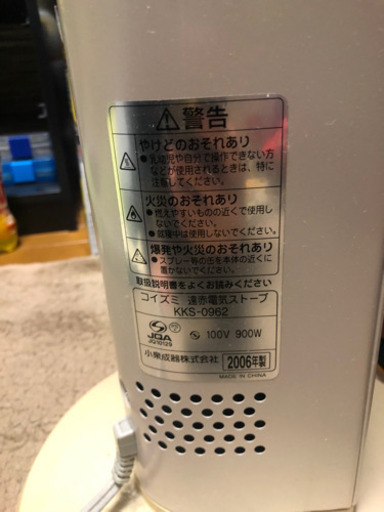 警告
やけどのおそれあり
●乳幼児や自分で操作できない方
などが使用されるときは、特に
注意してください。
火災のおそれあり
●燃えやすいものの近くで使用し
ないでください。
●就寝中は使用しないでください。
爆発や火災のおそれあり
●スプレー等の缶を本体の近くに
置かないでください。
取扱説明書をよくお読みください
コイズミ 遠赤電気ストーブ
KKS-0962
JQA
JQ10129
100V 900W
小泉成器株式会社
2006年製
MADE IN CHINA